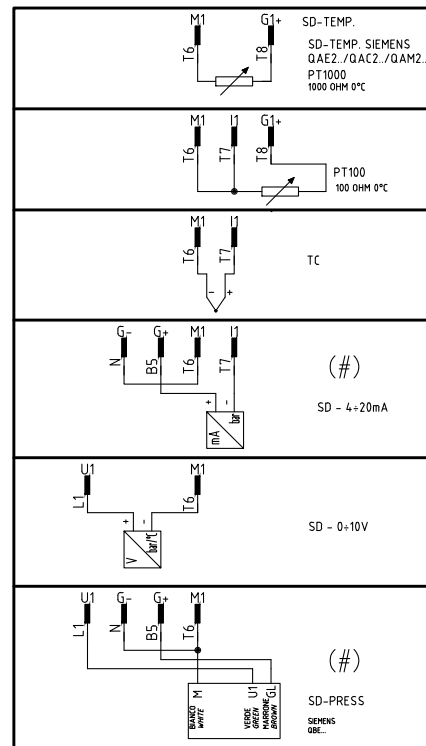 M1 G1+ SD-TEMP.
T6 T8
SD-TEMP. SIEMENS
QAE2../QAC2../QAM2..
PT1000
1000 OHM 0°C
M1 I1 G1+
T6 T7 T8
PT100
100 OHM 0°C
M1 I1
T6 T7
- +
TC
G- G+ M1 I1
N B5 T6 T7
(#)
+ -
mA bar
SD - 4÷20mA
U1 M1
L1 T6
+ -
V bar/°C
SD - 0÷10V
U1 G- G+ M1
L1 N B5 T6
(#)
M U1 GL
BIANCO VERDE MARRONE
WHITE GREEN BROWN
SD-PRESS
SIEMENS
QBE...